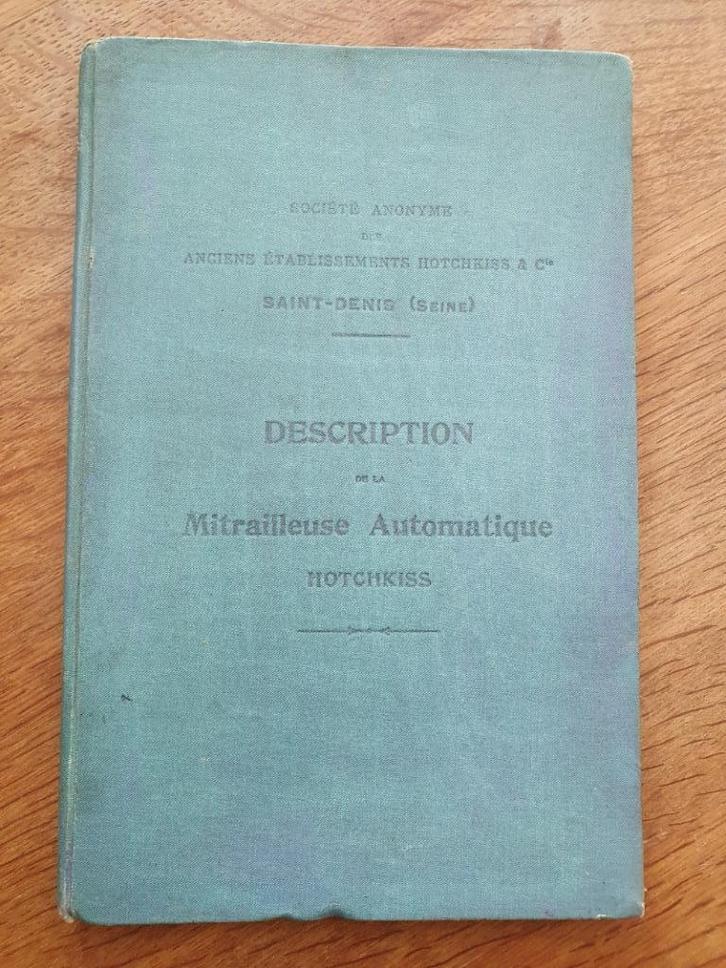 SOCIÉTÉ ANONYME
DES
ANCIENS ÉTABLISSEMENTS HOTCHKISS & Cie
SAINT-DENIS (SEINE)
DESCRIPTION
DE LA
Mitrailleuse Automatique
HOTCHKISS